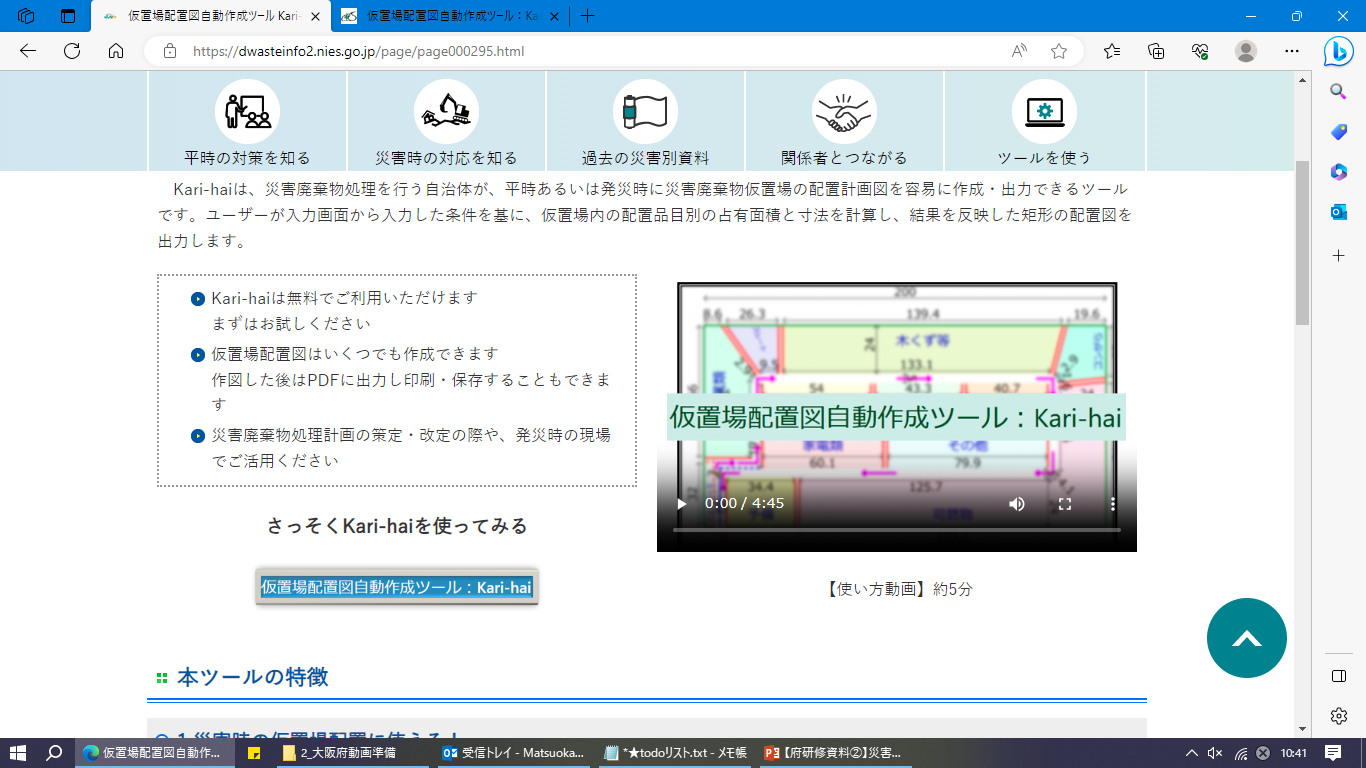 仮置場配置図自動作成ツール Kari-
仮置場配置図自動作成ツール：Ka
https://dwasteinfo2.nies.go.jp/page/page000295.html
平時の対策を知る
災害時の対応を知る
過去の災害別資料
関係者とつながる
ツールを使う
Kari-haiは、災害廃棄物処理を行う自治体が、平時あるいは発災時に災害廃棄物仮置場の配置計画図を容易に作成・出力できるツール
です。ユーザーが入力画面から入力した条件を基に、仮置場内の配置品目別の占有面積と寸法を計算し、結果を反映した矩形の配置図を
出力します。
Kari-haiは無料でご利用いただけます
まずはお試しください
仮置場配置図はいくつでも作成できます
作図した後はPDFに出力し印刷・保存することもできま
す
災害廃棄物処理計画の策定・改定の際や、発災時の現場
でご活用ください
さっそくKari-haiを使ってみる
仮置場配置図自動作成ツール：Kari-hai
200
8.6
26.3
139.4
19.6
木くず等
24
9.5
133.1
54
43.3
40.7
仮置場配置図自動作成ツール：Kari-hai
家電類
その他
60.1
79.9
34.4
125.7
可燃物
0:00 / 4:45
【使い方動画】約5分
本ツールの特徴
1.災害時の仮置場配置に使える！
仮置場配置図自動作...
2_大阪府動画準備
受信トレイ - Matsuoka...
*★todoリスト.txt - メモ帳
【府研修資料②】災害...
10:41